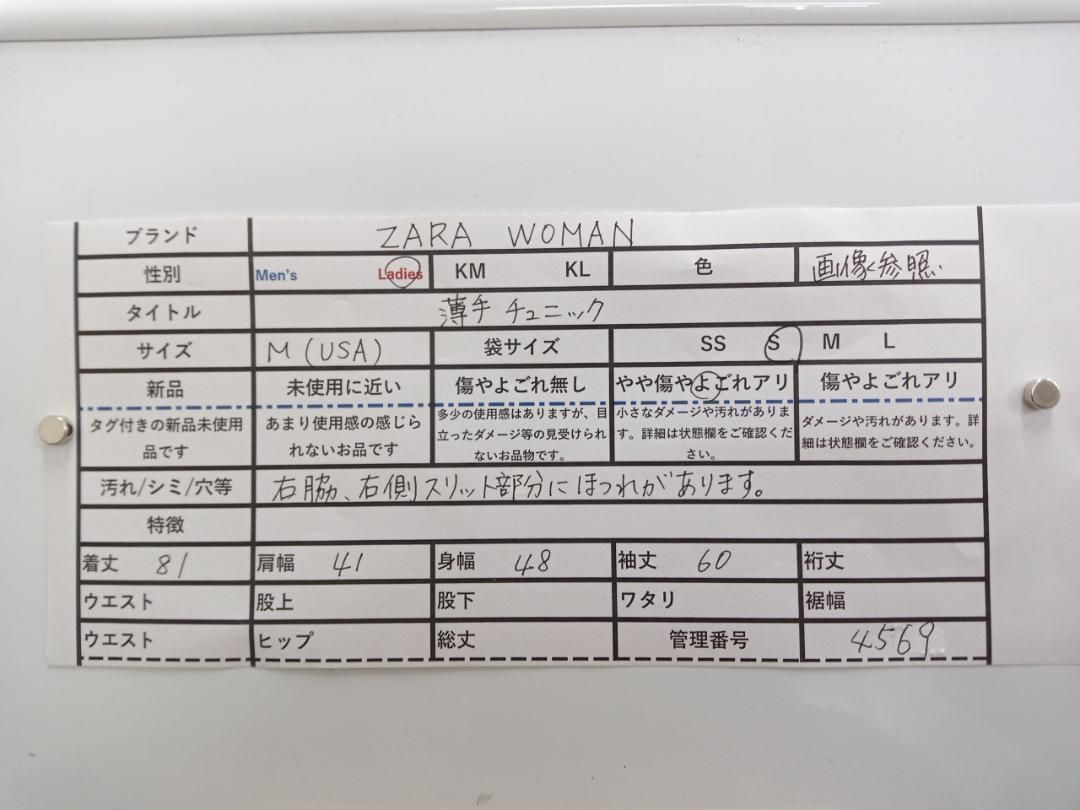 ブランド ZARA WOMAN
性別 Men's Ladies KM KL 色 画像参照.
タイトル 薄手 チュニック
サイズ M (USA) 袋サイズ SS S M L
新品 未使用に近い 傷やよごれ無し やや傷やよごれアリ 傷やよごれアリ
タグ付きの新品未使用品です あまり使用感の感じられないお品です 多少の使用感はありますが、目立ったダメージ等の見受けられないお品物です。 小さなダメージや汚れがあります。詳細は状態欄をご確認ください。 ダメージや汚れがあります。詳細は状態欄をご確認ください。
汚れ/シミ/穴等 右脇、右側スリット部分にほつれがあります。
特徴
着丈 81 肩幅 41 身幅 48 袖丈 60 裄丈
ウエスト 股上 股下 ワタリ 裾幅
ウエスト ヒップ 総丈 管理番号 4569